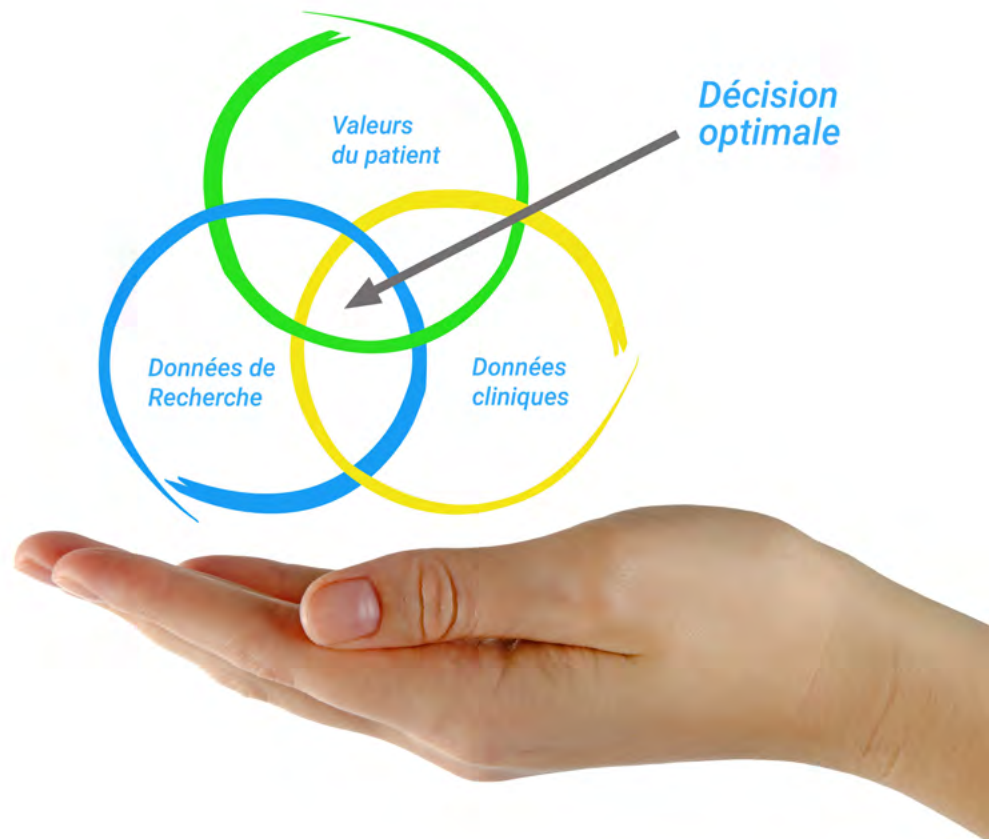 Valeurs
du patient
Décision
optimale
Données de
Recherche
Données
cliniques